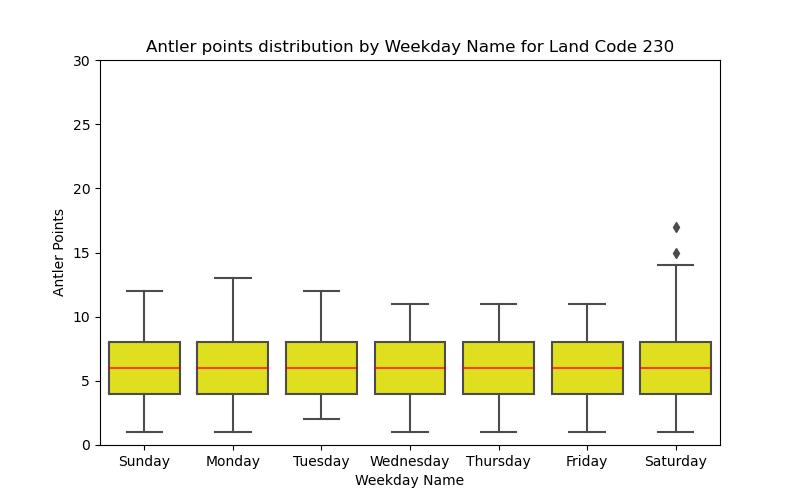 Antler points distribution by Weekday Name for Land Code 230
30
25
20
15
10
5
0
Antler Points
Sunday Monday Tuesday Wednesday Thursday Friday Saturday
Weekday Name